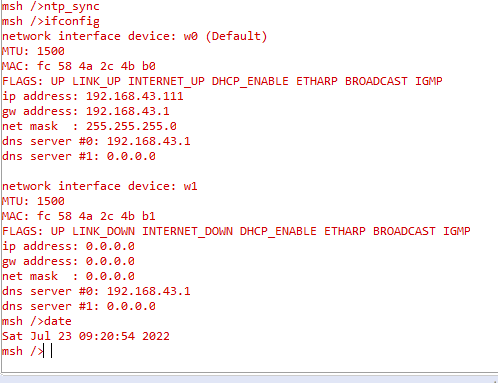 msh />ntp_sync
msh />ifconfig
network interface device: w0 (Default)
MTU: 1500
MAC: fc 58 4a 2c 4b b0
FLAGS: UP LINK_UP INTERNET_UP DHCP_ENABLE ETHARP BROADCAST IGMP
ip address: 192.168.43.111
gw address: 192.168.43.1
net mask  : 255.255.255.0
dns server #0: 192.168.43.1
dns server #1: 0.0.0.0

network interface device: w1
MTU: 1500
MAC: fc 58 4a 2c 4b b1
FLAGS: UP LINK_DOWN INTERNET_DOWN DHCP_ENABLE ETHARP BROADCAST IGMP
ip address: 0.0.0.0
gw address: 0.0.0.0
net mask  : 0.0.0.0
dns server #0: 192.168.43.1
dns server #1: 0.0.0.0
msh />date
Sat Jul 23 09:20:54 2022
msh />